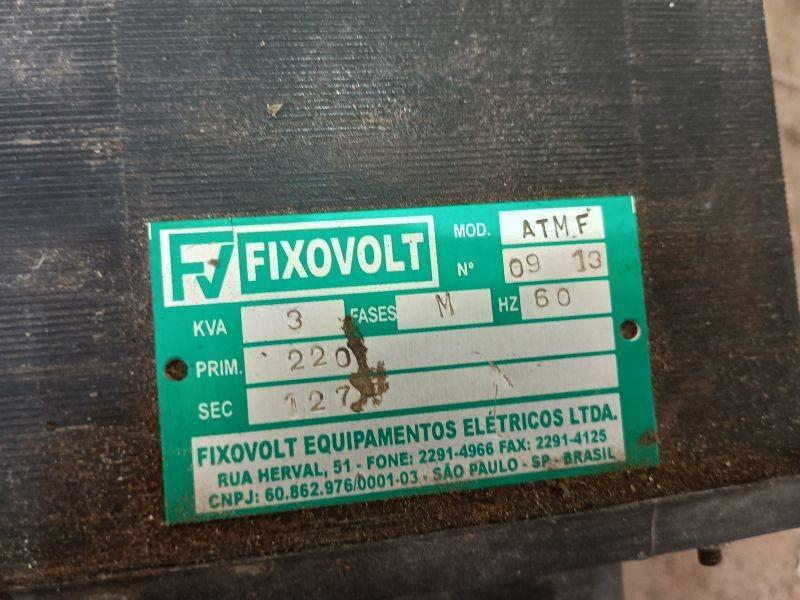 FV FIXOVOLT MOD. ATM.F
Nº 09 13
KVA 3 FASES M HZ 60
PRIM. 220
SEC 127
FIXOVOLT EQUIPAMENTOS ELÉTRICOS LTDA.
RUA HERVAL, 51 - FONE: 2291-4966 FAX: 2291-4125
CNPJ: 60.862.976/0001-03 - SÃO PAULO - SP - BRASIL